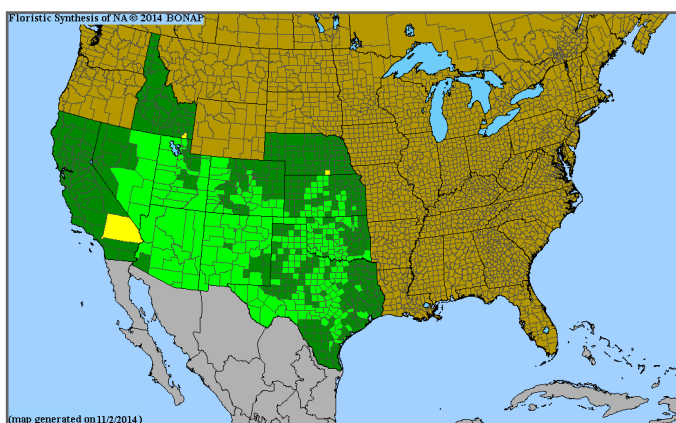 Floristic Synthesis of NA © 2014 BONAP
(map generated on 11/2/2014)